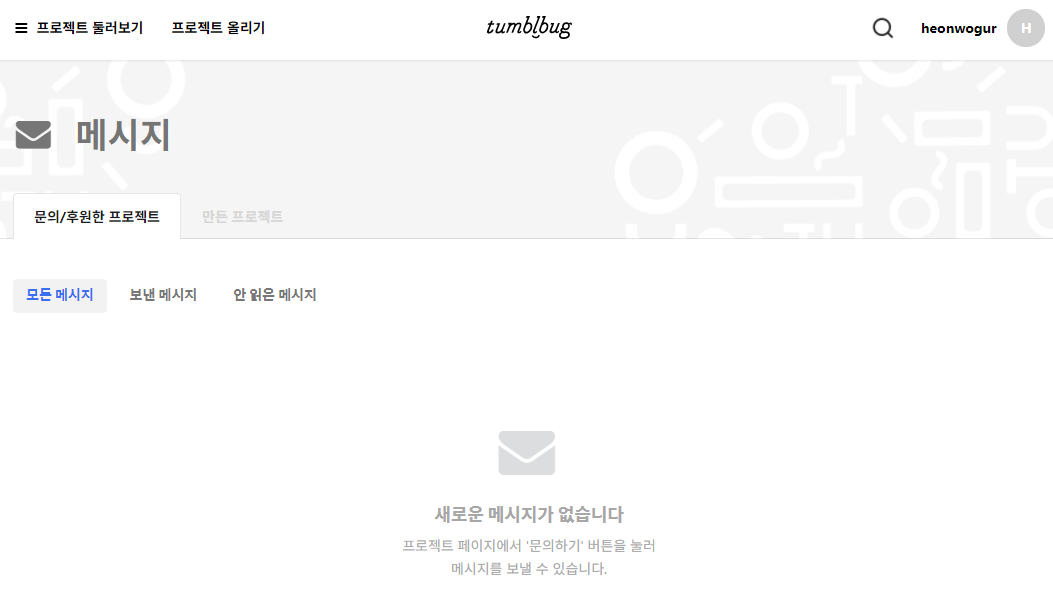 프로젝트 둘러보기 프로젝트 올리기 tumblbug heonwogur H
메시지
문의/후원한 프로젝트 만든 프로젝트
모든 메시지 보낸 메시지 안 읽은 메시지
새로운 메시지가 없습니다
프로젝트 페이지에서 '문의하기' 버튼을 눌러
메시지를 보낼 수 있습니다.